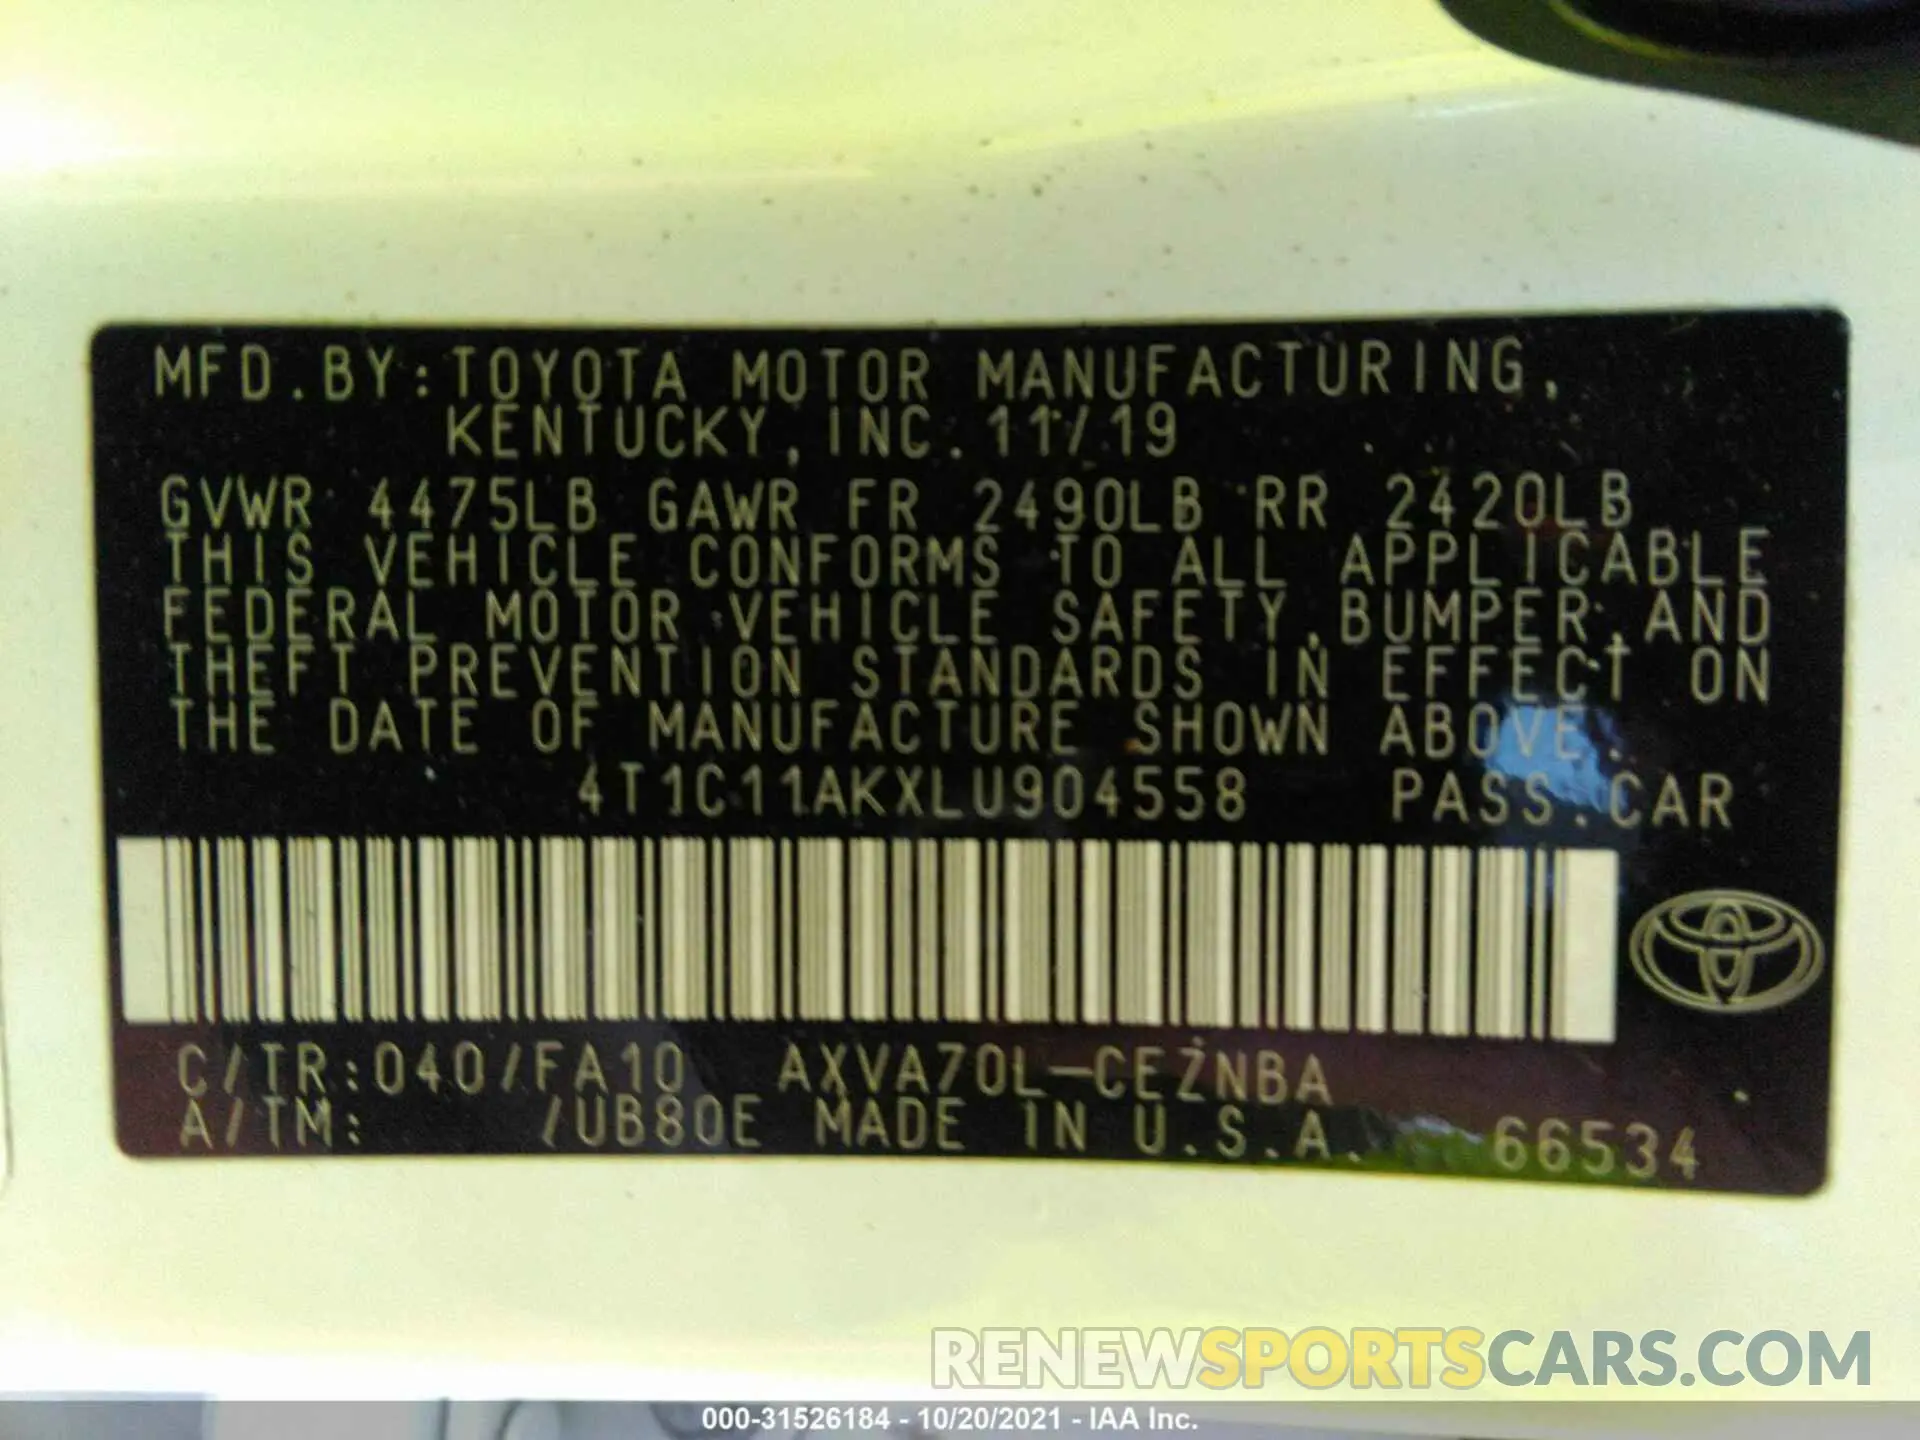 MFD.BY:TOYOTA MOTOR MANUFACTURING,
KENTUCKY,INC.11/19
GVWR 4475LB GAWR FR 2490LB RR 2420LB
THIS VEHICLE CONFORMS TO ALL APPLICABLE
FEDERAL MOTOR VEHICLE SAFETY,BUMPER,AND
THEFT PREVENTION STANDARDS IN EFFECT ON
THE DATE OF MANUFACTURE SHOWN ABOVE.
4T1C11AKXLU904558 PASS.CAR
C/TR:040/FA10 AXVA70L-CEZNBA
A/TM: /UB80E MADE IN U.S.A. 66534
RENEWSPORTSCARS.COM
000-31526184 - 10/20/2021 - IAA Inc.